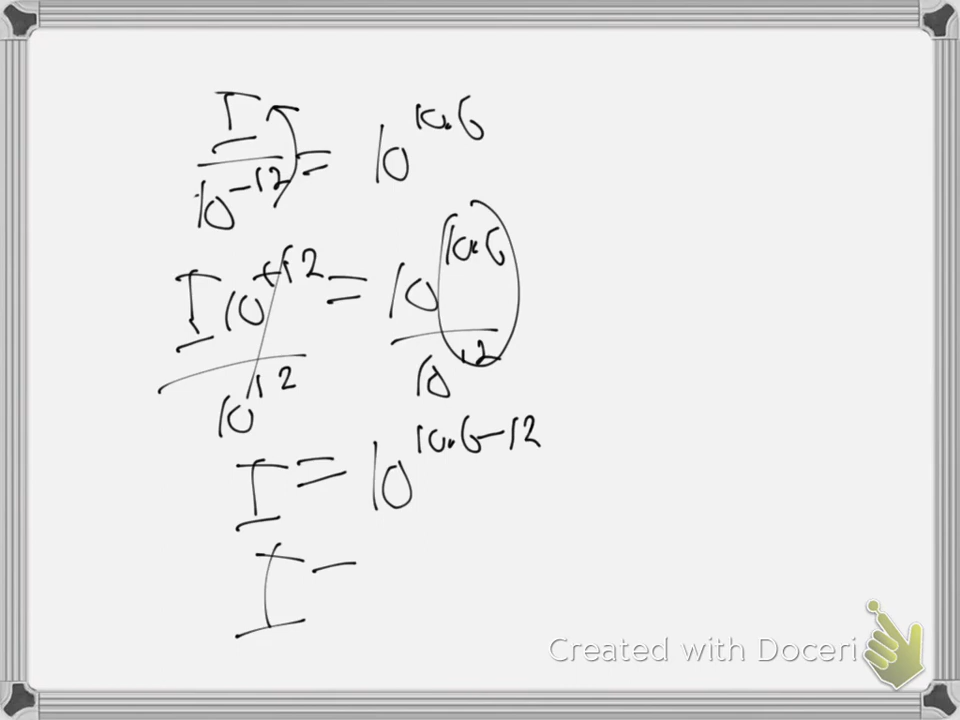 I/10^-12 = 10^10.6
I10^+12/10^12 = 10^10.6/10^12
I = 10^10.6-12
I -
Created with Doceri